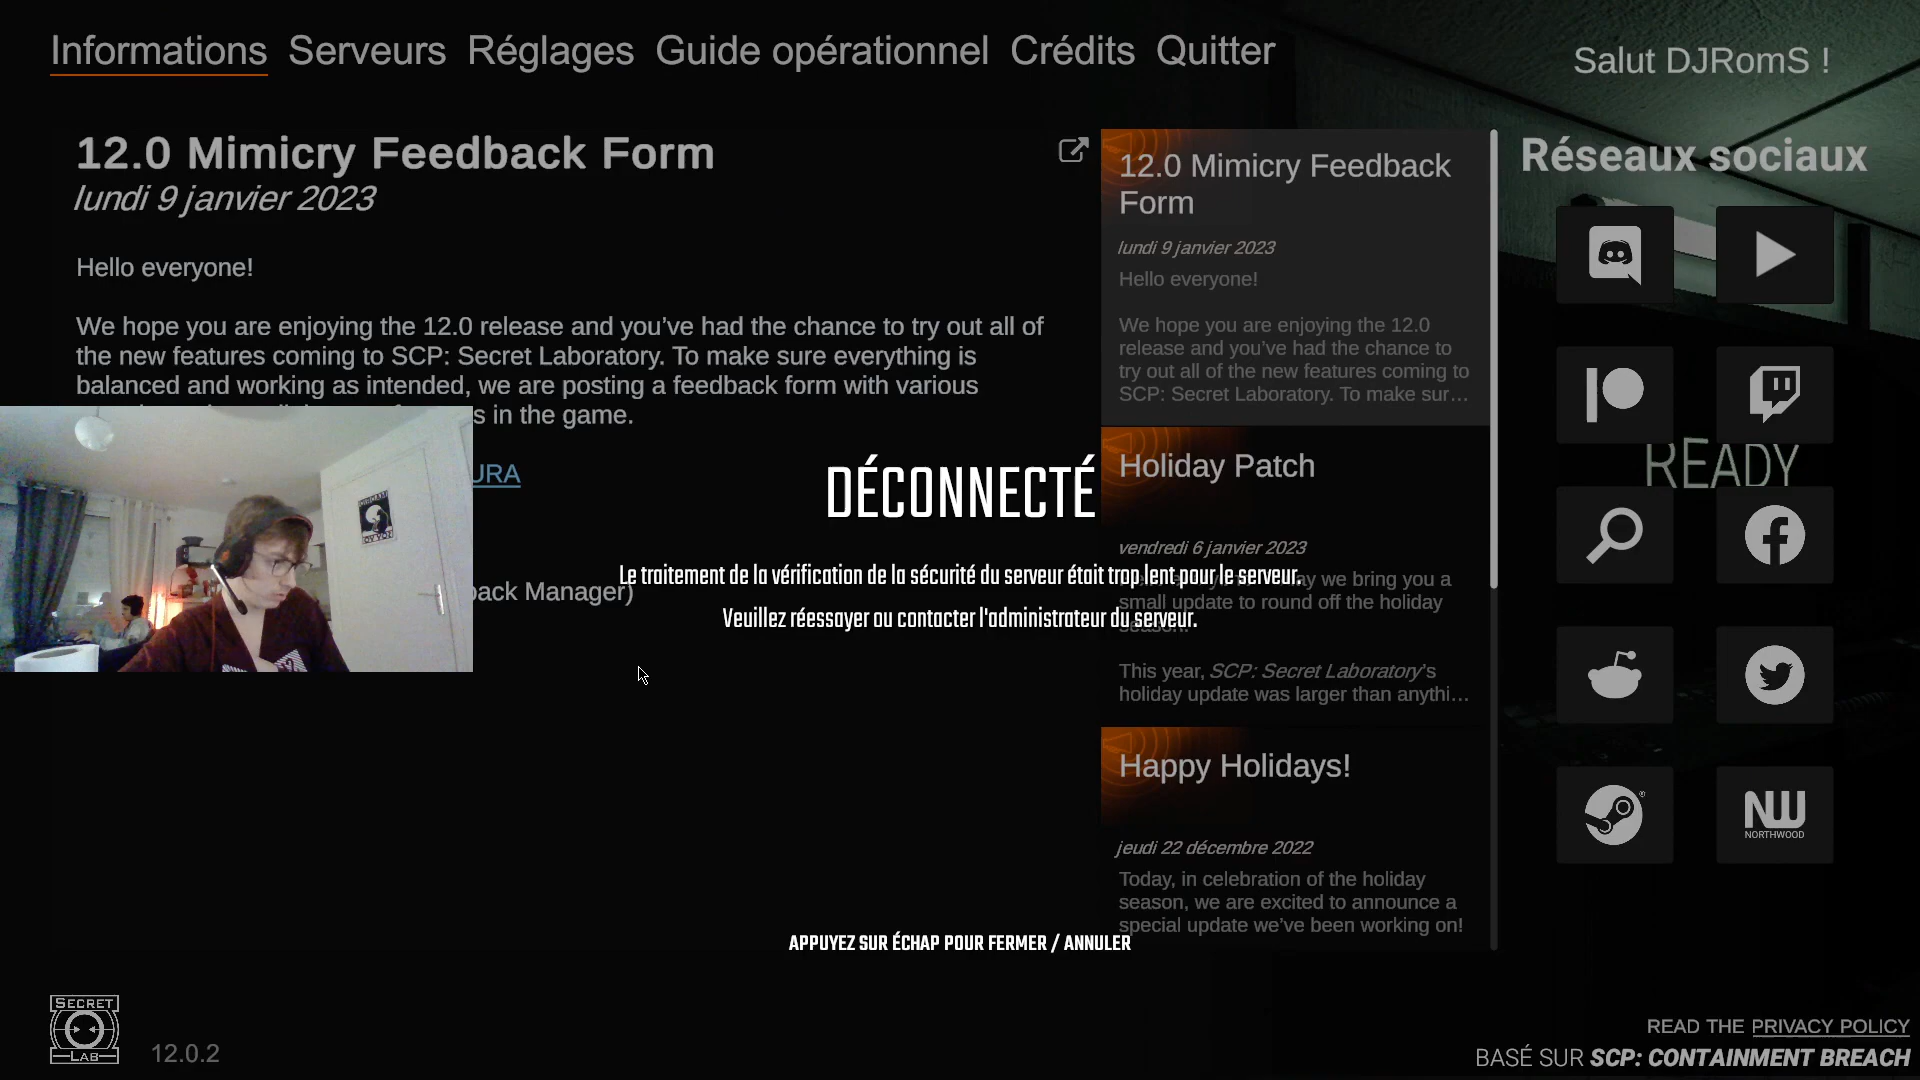 Informations Serveurs Réglages Guide opérationnel Crédits Quitter
Salut DJRomS !
12.0 Mimicry Feedback Form
lundi 9 janvier 2023
Hello everyone!
We hope you are enjoying the 12.0 release and you’ve had the chance to try out all of
the new features coming to SCP: Secret Laboratory. To make sure everything is
balanced and working as intended, we are posting a feedback form with various
s in the game.
URA
back Manager)
12.0 Mimicry Feedback
Form
lundi 9 janvier 2023
Hello everyone!
We hope you are enjoying the 12.0
release and you’ve had the chance to
try out all of the new features coming to
SCP: Secret Laboratory. To make sur…
Holiday Patch
vendredi 6 janvier 2023
ay we bring you a
small update to round off the holiday
season.
This year, SCP: Secret Laboratory’s
holiday update was larger than anythi…
Happy Holidays!
jeudi 22 décembre 2022
Today, in celebration of the holiday
season, we are excited to announce a
special update we’ve been working on!
DÉCONNECTÉ
Le traitement de la vérification de la sécurité du serveur était trop lent pour le serveur.
Veuillez réessayer ou contacter l'administrateur du serveur.
APPUYEZ SUR ÉCHAP POUR FERMER / ANNULER
Réseaux sociaux
READY
NW
NORTHWOOD
SECRET
LAB
12.0.2
READ THE PRIVACY POLICY
BASÉ SUR SCP: CONTAINMENT BREACH